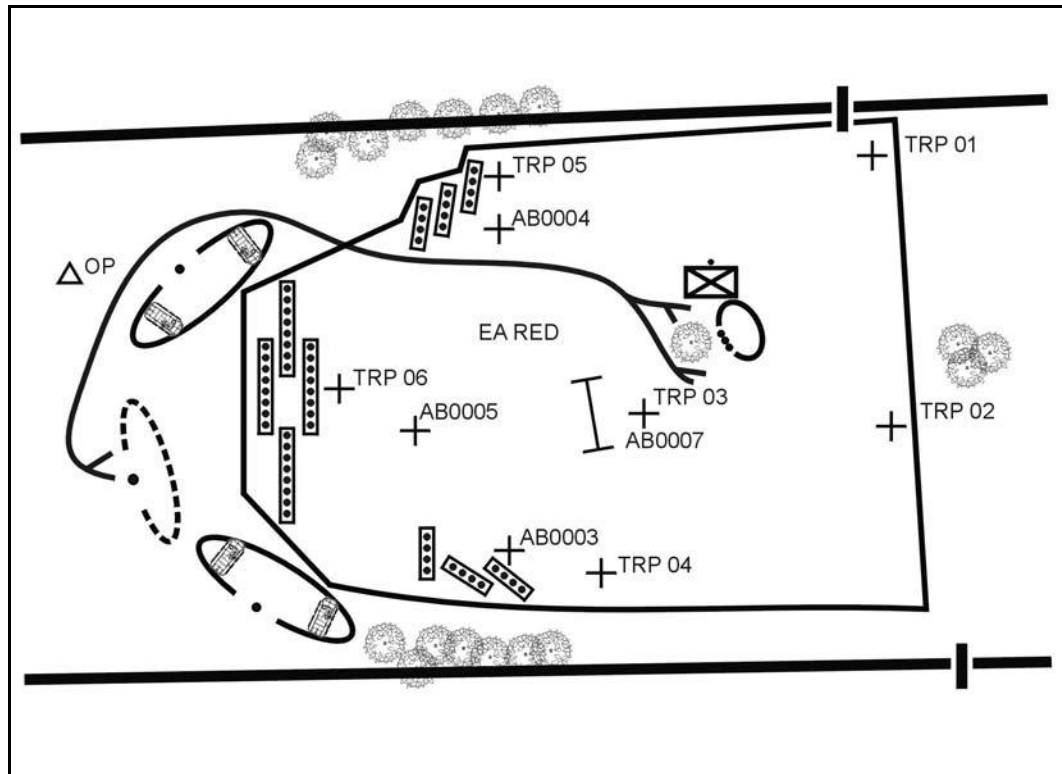 TRP 01
TRP 05
AB0004
OP
EA RED
TRP 06
TRP 03
AB0005
TRP 02
AB0007
AB0003
TRP 04